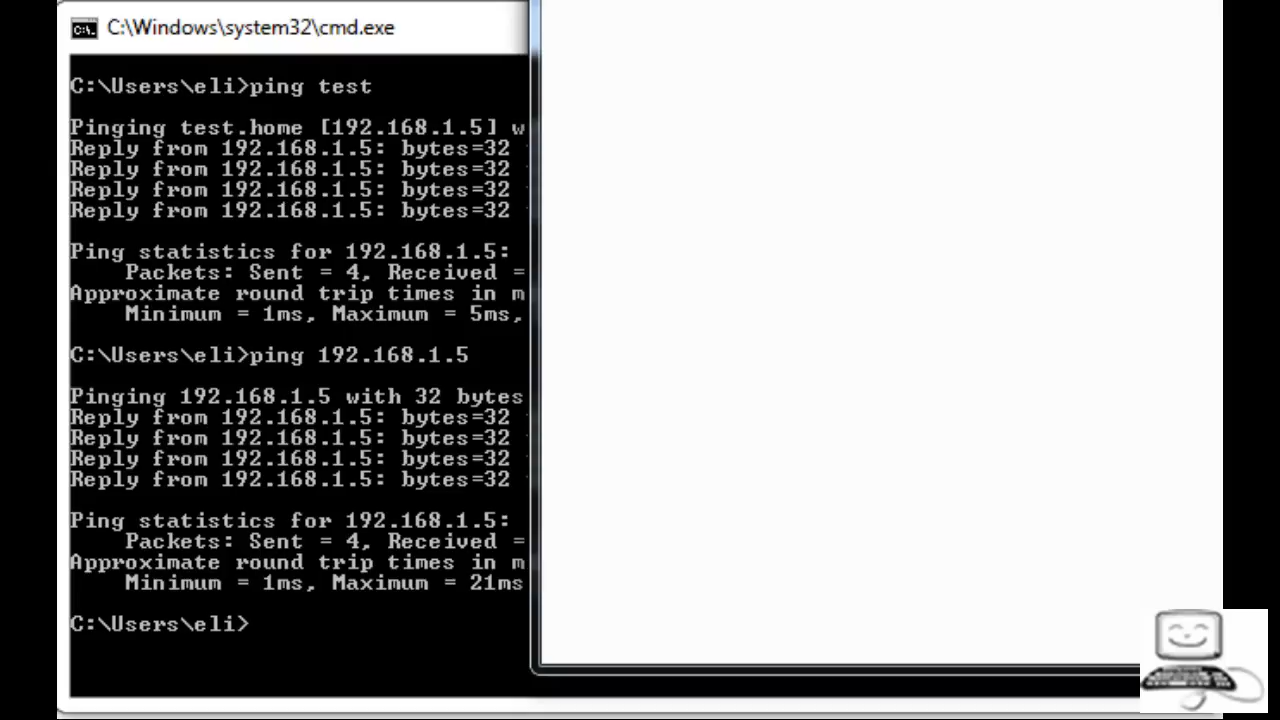 C:\Windows\system32\cmd.exe
C:\Users\eli>ping test
Pinging test.home [192.168.1.5] w
Reply from 192.168.1.5: bytes=32
Reply from 192.168.1.5: bytes=32
Reply from 192.168.1.5: bytes=32
Reply from 192.168.1.5: bytes=32
Ping statistics for 192.168.1.5:
Packets: Sent = 4, Received =
Approximate round trip times in m
Minimum = 1ms, Maximum = 5ms,
C:\Users\eli>ping 192.168.1.5
Pinging 192.168.1.5 with 32 bytes
Reply from 192.168.1.5: bytes=32
Reply from 192.168.1.5: bytes=32
Reply from 192.168.1.5: bytes=32
Reply from 192.168.1.5: bytes=32
Ping statistics for 192.168.1.5:
Packets: Sent = 4, Received =
Approximate round trip times in m
Minimum = 1ms, Maximum = 21ms
C:\Users\eli>